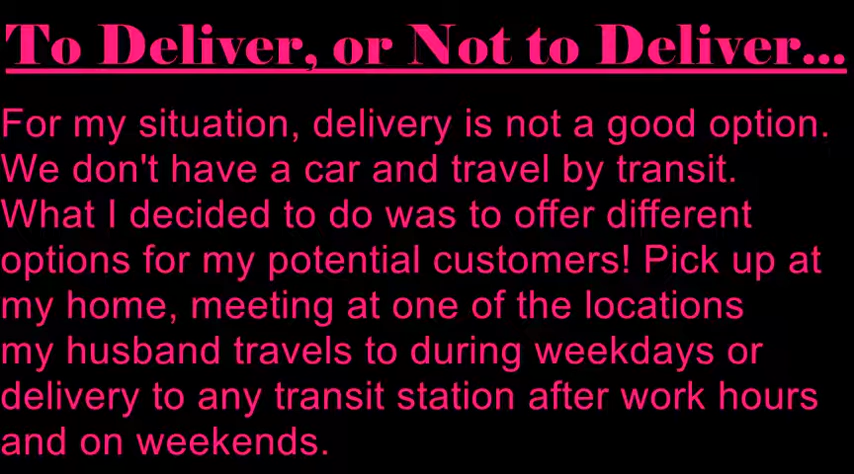 To Deliver, or Not to Deliver...
For my situation, delivery is not a good option.
We don't have a car and travel by transit.
What I decided to do was to offer different
options for my potential customers! Pick up at
my home, meeting at one of the locations
my husband travels to during weekdays or
delivery to any transit station after work hours
and on weekends.